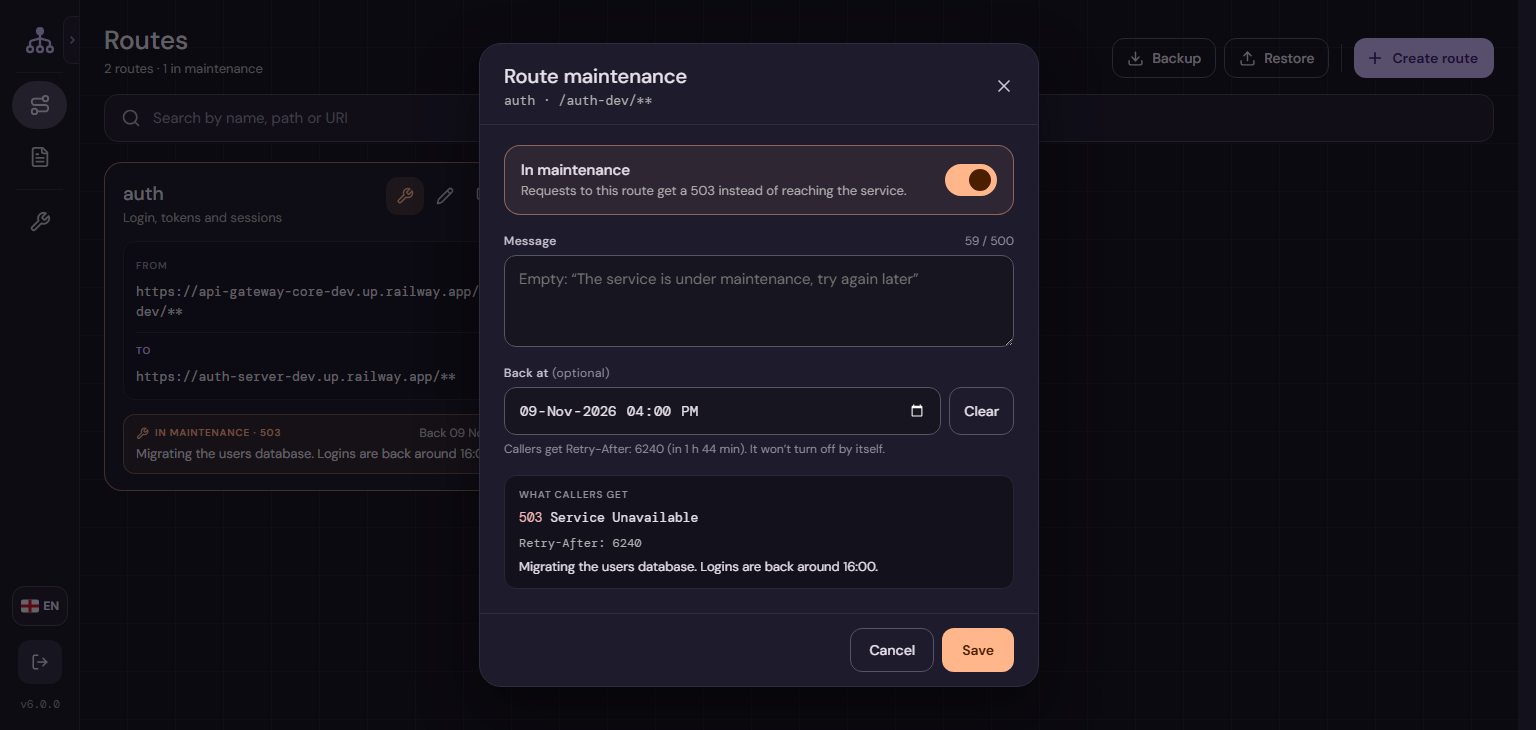 Routes
2 routes · 1 in maintenance
Backup
Restore
Create route
Search by name, path or URI
auth
Login, tokens and sessions
FROM
https://api-gateway-core-dev.up.railway.app/
dev/**
TO
https://auth-server-dev.up.railway.app/**
IN MAINTENANCE · 503
Back 09
Migrating the users database. Logins are back around
EN
v6.0.0
Route maintenance
auth · /auth-dev/**
In maintenance
Requests to this route get a 503 instead of reaching the service.
Message
59 / 500
Empty: “The service is under maintenance, try again later”
Back at (optional)
09-Nov-2026 04:00 PM
Clear
Callers get Retry-After: 6240 (in 1 h 44 min). It won’t turn off by itself.
WHAT CALLERS GET
503 Service Unavailable
Retry-After: 6240
Migrating the users database. Logins are back around 16:00.
Cancel
Save